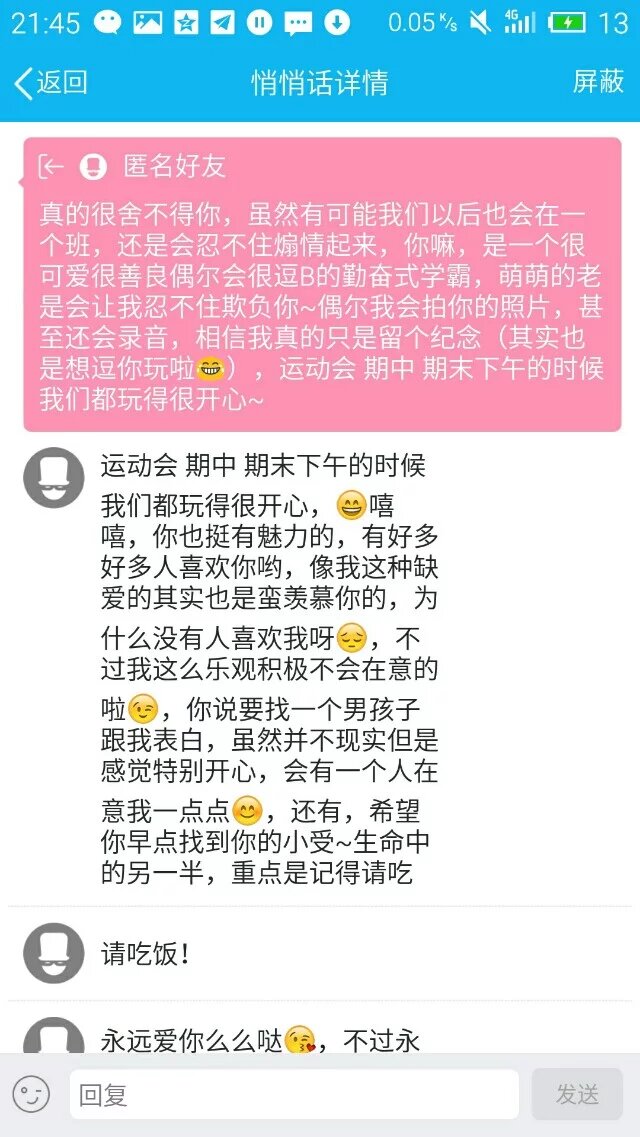 21:45
0.05K/s
4G
13
返回
悄悄话详情
屏蔽
匿名好友
真的很舍不得你，虽然有可能我们以后也会在一
个班，还是会忍不住煽情起来，你嘛，是一个很
可爱很善良偶尔会很逗B的勤奋式学霸，萌萌的老
是会让我忍不住欺负你~偶尔我会拍你的照片，甚
至还会录音，相信我真的只是留个纪念（其实也
是想逗你玩啦😁），运动会 期中 期末下午的时候
我们都玩得很开心~
运动会 期中 期末下午的时候
我们都玩得很开心，😄嘻
嘻，你也挺有魅力的，有好多
好多人喜欢你哟，像我这种缺
爱的其实也是蛮羡慕你的，为
什么没有人喜欢我呀😔，不
过我这么乐观积极不会在意的
啦😉，你说要找一个男孩子
跟我表白，虽然并不现实但是
感觉特别开心，会有一个人在
意我一点点😊，还有，希望
你早点找到你的小受~生命中
的另一半，重点是记得请吃
请吃饭！
永远爱你么么哒😘，不过永
回复
发送